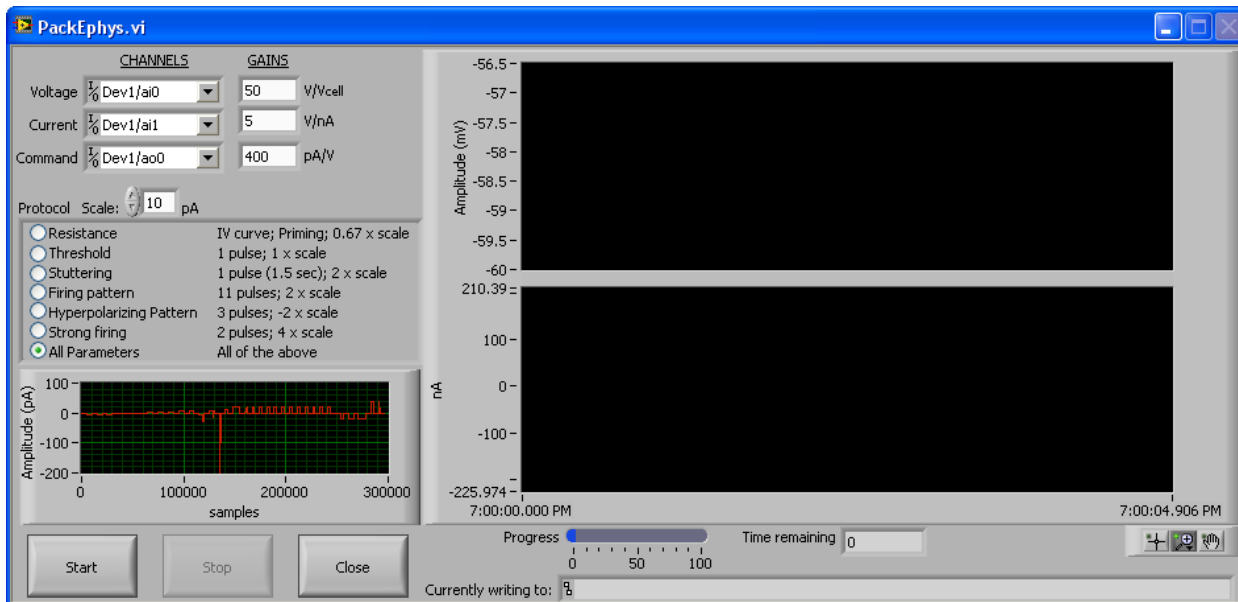 PackEphys.vi
CHANNELS GAINS
Voltage I/O Dev1/ai0 50 V/Vcell
Current I/O Dev1/ai1 5 V/nA
Command I/O Dev1/ao0 400 pA/V
Protocol Scale: 10 pA
Resistance IV curve; Priming; 0.67 x scale
Threshold 1 pulse; 1 x scale
Stuttering 1 pulse (1.5 sec); 2 x scale
Firing pattern 11 pulses; 2 x scale
Hyperpolarizing Pattern 3 pulses; -2 x scale
Strong firing 2 pulses; 4 x scale
All Parameters All of the above
Amplitude (pA)
100
0
-100
-200
0 100000 200000 300000
samples
Start Stop Close
Amplitude (mV)
-56.5
-57
-57.5
-58
-58.5
-59
-59.5
-60
nA
210.39
100
0
-100
-225.974
7:00:00.000 PM 7:00:04.906 PM
Progress
0 50 100
Time remaining 0
Currently writing to: